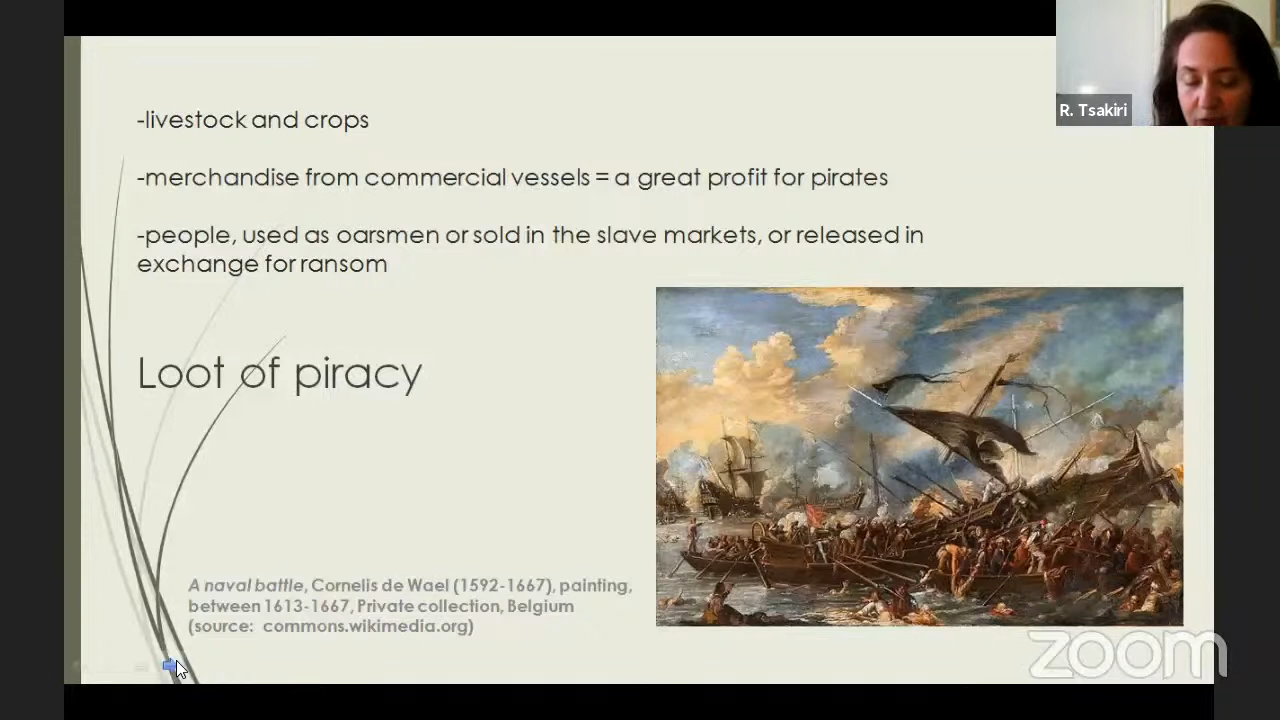 -livestock and crops
-merchandise from commercial vessels = a great profit for pirates
-people, used as oarsmen or sold in the slave markets, or released in
exchange for ransom
Loot of piracy
A naval battle, Cornelis de Wael (1592-1667), painting,
between 1613-1667, Private collection, Belgium
(source: commons.wikimedia.org)
R. Tsakiri
zoom